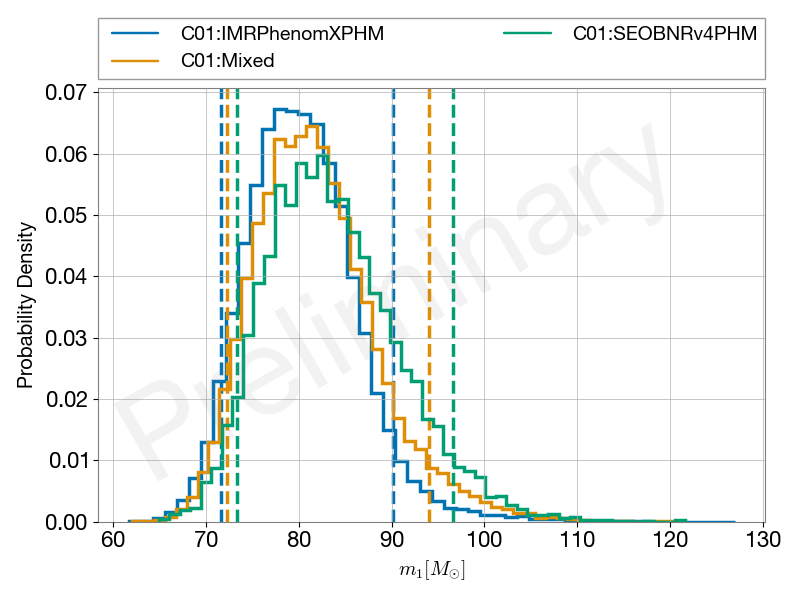 C01:IMRPhenomXPHM
C01:SEOBNRv4PHM
C01:Mixed
0.07
0.06
0.05
0.04
0.03
0.02
0.01
0.00
Probability Density
Preliminary
60 70 80 90 100 110 120 130
m₁[M⊙]